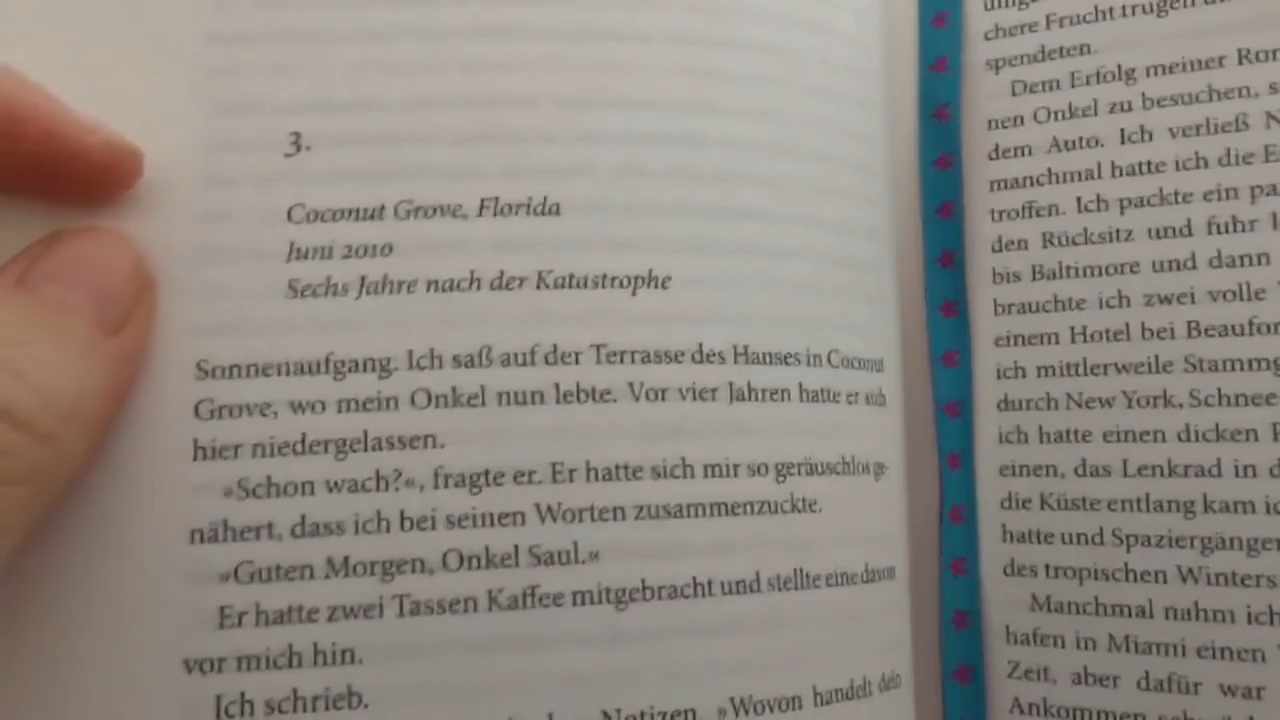 3.
Coconut Grove, Florida
Juni 2010
Sechs Jahre nach der Katastrophe
Sonnenaufgang. Ich saß auf der Terrasse des Hauses in Coconut
Grove, wo mein Onkel nun lebte. Vor vier Jahren hatte er sich
hier niedergelassen.
»Schon wach?«, fragte er. Er hatte sich mir so geräuschlos ge-
nähert, dass ich bei seinen Worten zusammenzuckte.
»Guten Morgen, Onkel Saul.«
Er hatte zwei Tassen Kaffee mitgebracht und stellte eine davon
vor mich hin.
Ich schrieb.
Notizen. »Wovon handelt dein
chere Frucht trugen
spendeten.
Dem Erfolg meiner
nen Onkel zu besuchen,
dem Auto. Ich verließ
manchmal hatte ich die
troffen. Ich packte ein
den Rücksitz und fuhr
bis Baltimore und dann
brauchte ich zwei volle
einem Hotel bei
ich mittlerweile
durch New York,
ich hatte einen dicken
einen, das Lenkrad in
die Küste entlang kam
hatte und
des tropischen Winters
Manchmal nahm ich
hafen in Miami einen
Zeit, aber dafür war
Ankommen